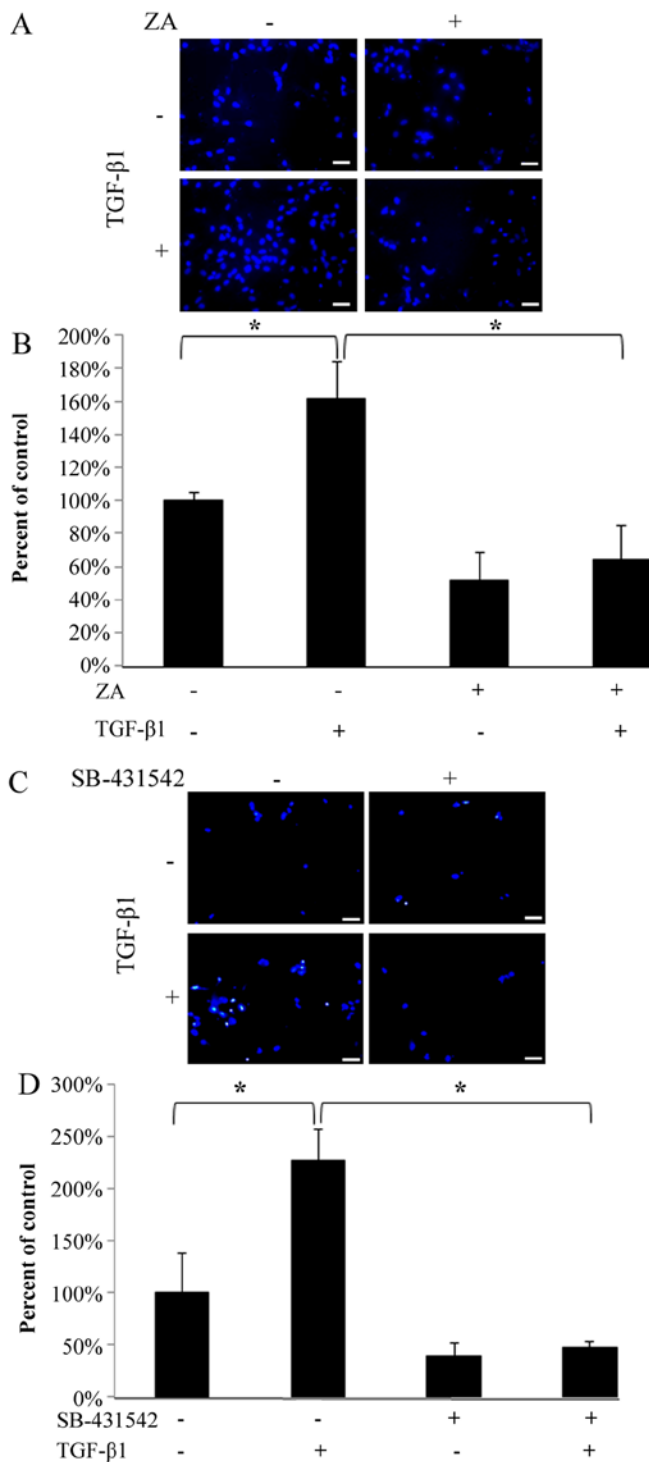 A
ZA - +
-
TGF-β1
+
B
* *
200%
180%
160%
140%
120%
100%
80%
60%
40%
20%
0%
Percent of control
ZA - - + +
TGF-β1 - + - +
C
SB-431542 - +
-
TGF-β1
+
D
* *
300%
250%
200%
150%
100%
50%
0%
Percent of control
SB-431542 - - + +
TGF-β1 - + - +